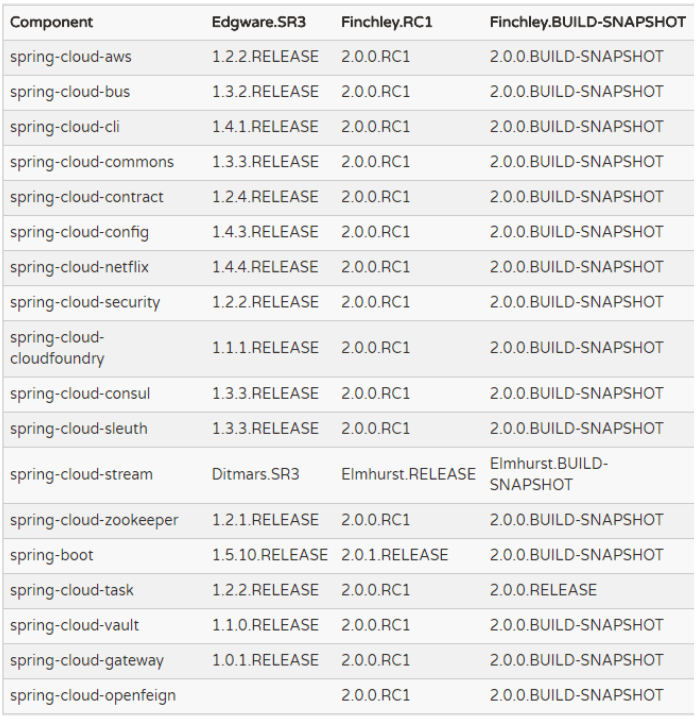 Component Edgware.SR3 Finchley.RC1 Finchley.BUILD-SNAPSHOT
spring-cloud-aws 1.2.2.RELEASE 2.0.0.RC1 2.0.0.BUILD-SNAPSHOT
spring-cloud-bus 1.3.2.RELEASE 2.0.0.RC1 2.0.0.BUILD-SNAPSHOT
spring-cloud-cli 1.4.1.RELEASE 2.0.0.RC1 2.0.0.BUILD-SNAPSHOT
spring-cloud-commons 1.3.3.RELEASE 2.0.0.RC1 2.0.0.BUILD-SNAPSHOT
spring-cloud-contract 1.2.4.RELEASE 2.0.0.RC1 2.0.0.BUILD-SNAPSHOT
spring-cloud-config 1.4.3.RELEASE 2.0.0.RC1 2.0.0.BUILD-SNAPSHOT
spring-cloud-netflix 1.4.4.RELEASE 2.0.0.RC1 2.0.0.BUILD-SNAPSHOT
spring-cloud-security 1.2.2.RELEASE 2.0.0.RC1 2.0.0.BUILD-SNAPSHOT
spring-cloud-
cloudfoundry 1.1.1.RELEASE 2.0.0.RC1 2.0.0.BUILD-SNAPSHOT
spring-cloud-consul 1.3.3.RELEASE 2.0.0.RC1 2.0.0.BUILD-SNAPSHOT
spring-cloud-sleuth 1.3.3.RELEASE 2.0.0.RC1 2.0.0.BUILD-SNAPSHOT
spring-cloud-stream Ditmars.SR3 Elmhurst.RELEASE Elmhurst.BUILD-
SNAPSHOT
spring-cloud-zookeeper 1.2.1.RELEASE 2.0.0.RC1 2.0.0.BUILD-SNAPSHOT
spring-boot 1.5.10.RELEASE 2.0.1.RELEASE 2.0.0.BUILD-SNAPSHOT
spring-cloud-task 1.2.2.RELEASE 2.0.0.RC1 2.0.0.RELEASE
spring-cloud-vault 1.1.0.RELEASE 2.0.0.RC1 2.0.0.BUILD-SNAPSHOT
spring-cloud-gateway 1.0.1.RELEASE 2.0.0.RC1 2.0.0.BUILD-SNAPSHOT
spring-cloud-openfeign 2.0.0.RC1 2.0.0.BUILD-SNAPSHOT